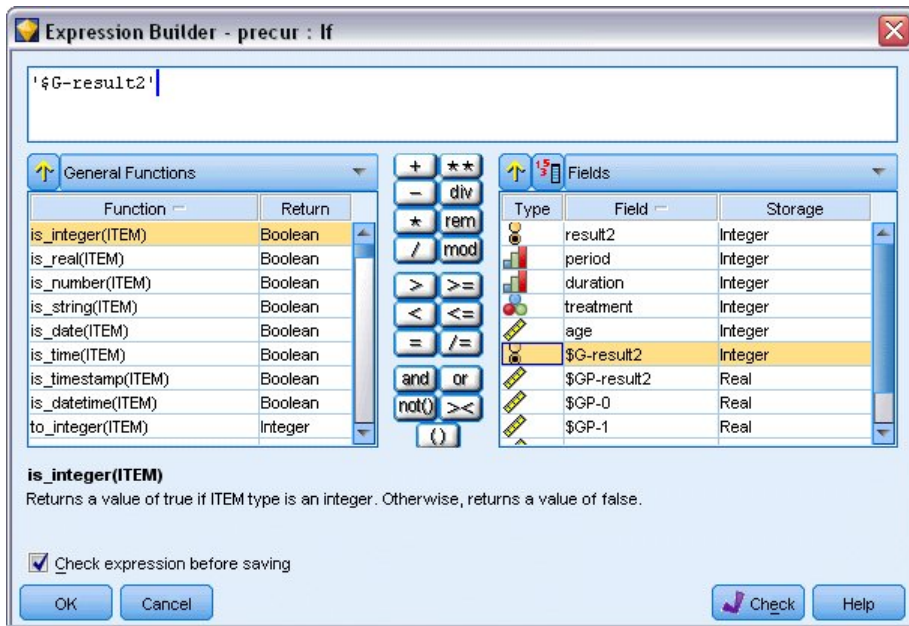 Expression Builder - precur : If
'$G-result2'
General Functions
Function Return
is_integer(ITEM) Boolean
is_real(ITEM) Boolean
is_number(ITEM) Boolean
is_string(ITEM) Boolean
is_date(ITEM) Boolean
is_time(ITEM) Boolean
is_timestamp(ITEM) Boolean
is_datetime(ITEM) Boolean
to_integer(ITEM) Integer
+ **
- div
* rem
/ mod
> >=
< <=
= /=
and or
not() ><
()
Fields
Type Field Storage
result2 Integer
period Integer
duration Integer
treatment Integer
age Integer
$G-result2 Integer
$GP-result2 Real
$GP-0 Real
$GP-1 Real
is_integer(ITEM)
Returns a value of true if ITEM type is an integer. Otherwise, returns a value of false.
Check expression before saving
OK Cancel Check Help